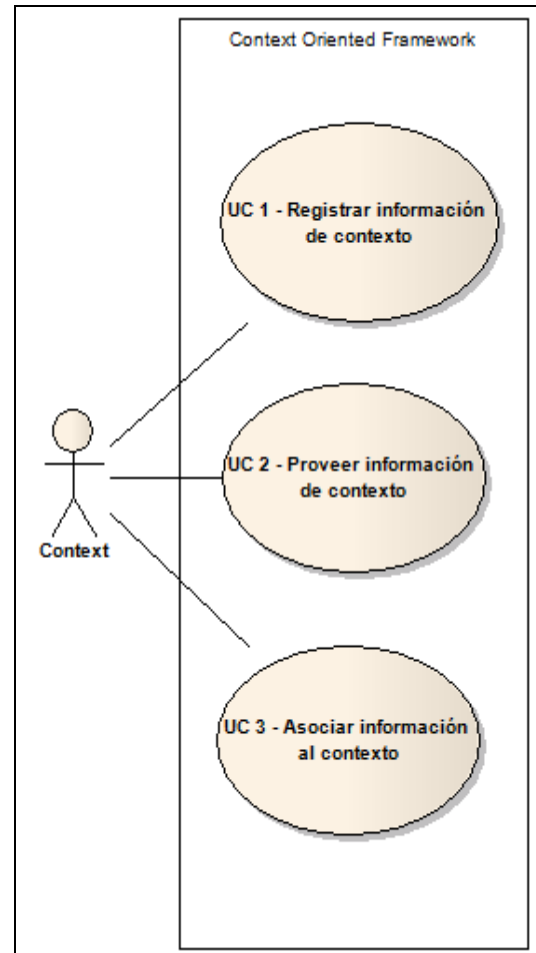 Context Oriented Framework
UC 1 - Registrar información
de contexto
UC 2 - Proveer información
de contexto
Context
UC 3 - Asociar información
al contexto